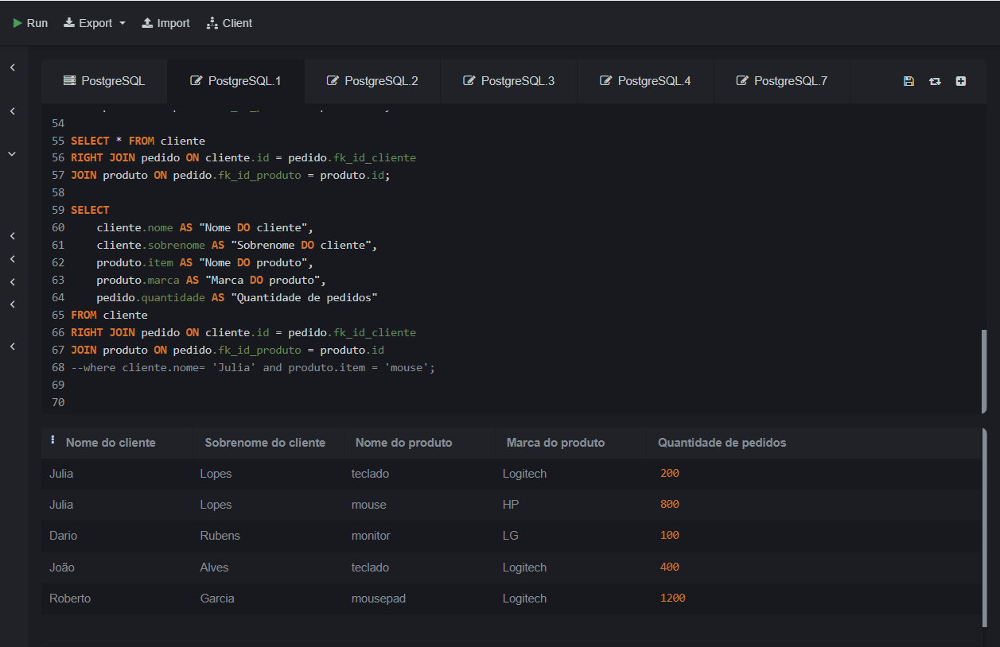 Run Export Import Client
PostgreSQL PostgreSQL.1 PostgreSQL.2 PostgreSQL.3 PostgreSQL.4 PostgreSQL.7
54
55 SELECT * FROM cliente
56 RIGHT JOIN pedido ON cliente.id = pedido.fk_id_cliente
57 JOIN produto ON pedido.fk_id_produto = produto.id;
58
59 SELECT
60 cliente.nome AS "Nome DO cliente",
61 cliente.sobrenome AS "Sobrenome DO cliente",
62 produto.item AS "Nome DO produto",
63 produto.marca AS "Marca DO produto",
64 pedido.quantidade AS "Quantidade de pedidos"
65 FROM cliente
66 RIGHT JOIN pedido ON cliente.id = pedido.fk_id_cliente
67 JOIN produto ON pedido.fk_id_produto = produto.id
68 --where cliente.nome= 'Julia' and produto.item = 'mouse';
69
70
Nome do cliente Sobrenome do cliente Nome do produto Marca do produto Quantidade de pedidos
Julia Lopes teclado Logitech 200
Julia Lopes mouse HP 800
Dario Rubens monitor LG 100
João Alves teclado Logitech 400
Roberto Garcia mousepad Logitech 1200